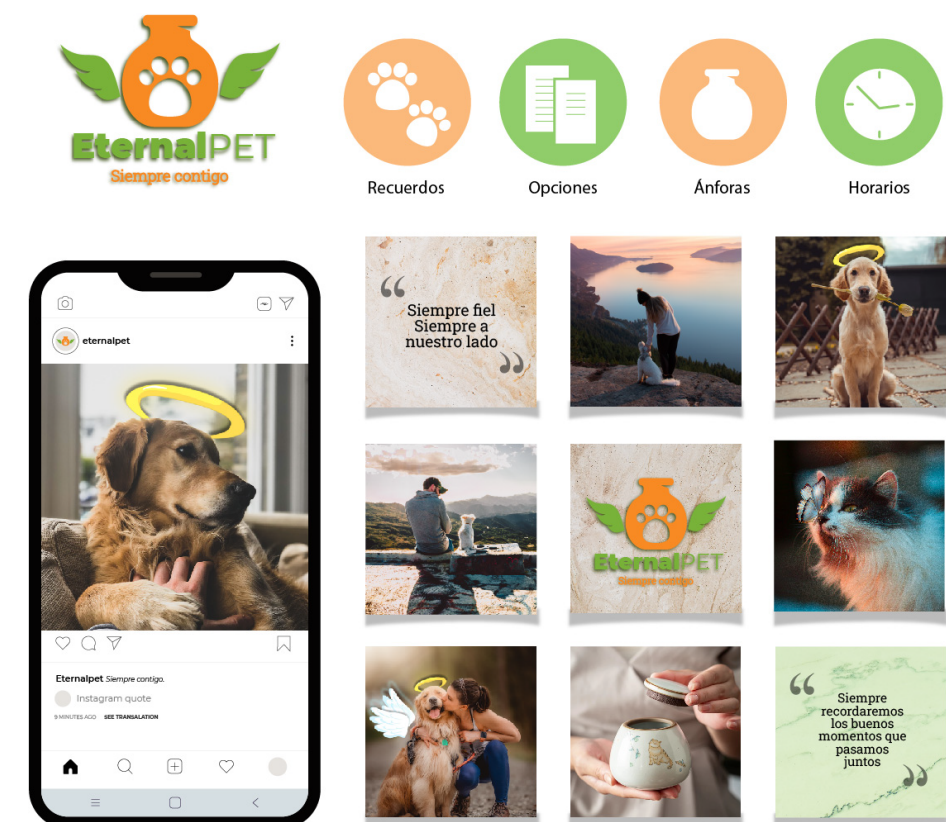 EternalPET
Siempre contigo
Recuerdos
Opciones
Ánforas
Horarios
eternalpet
Eternalpet Siempre contigo.
Instagram quote
9 MINUTES AGO SEE TRANSALATION
“
Siempre fiel
Siempre a
nuestro lado
”
EternalPET
Siempre contigo
“
Siempre
recordaremos
los buenos
momentos que
pasamos
juntos
”